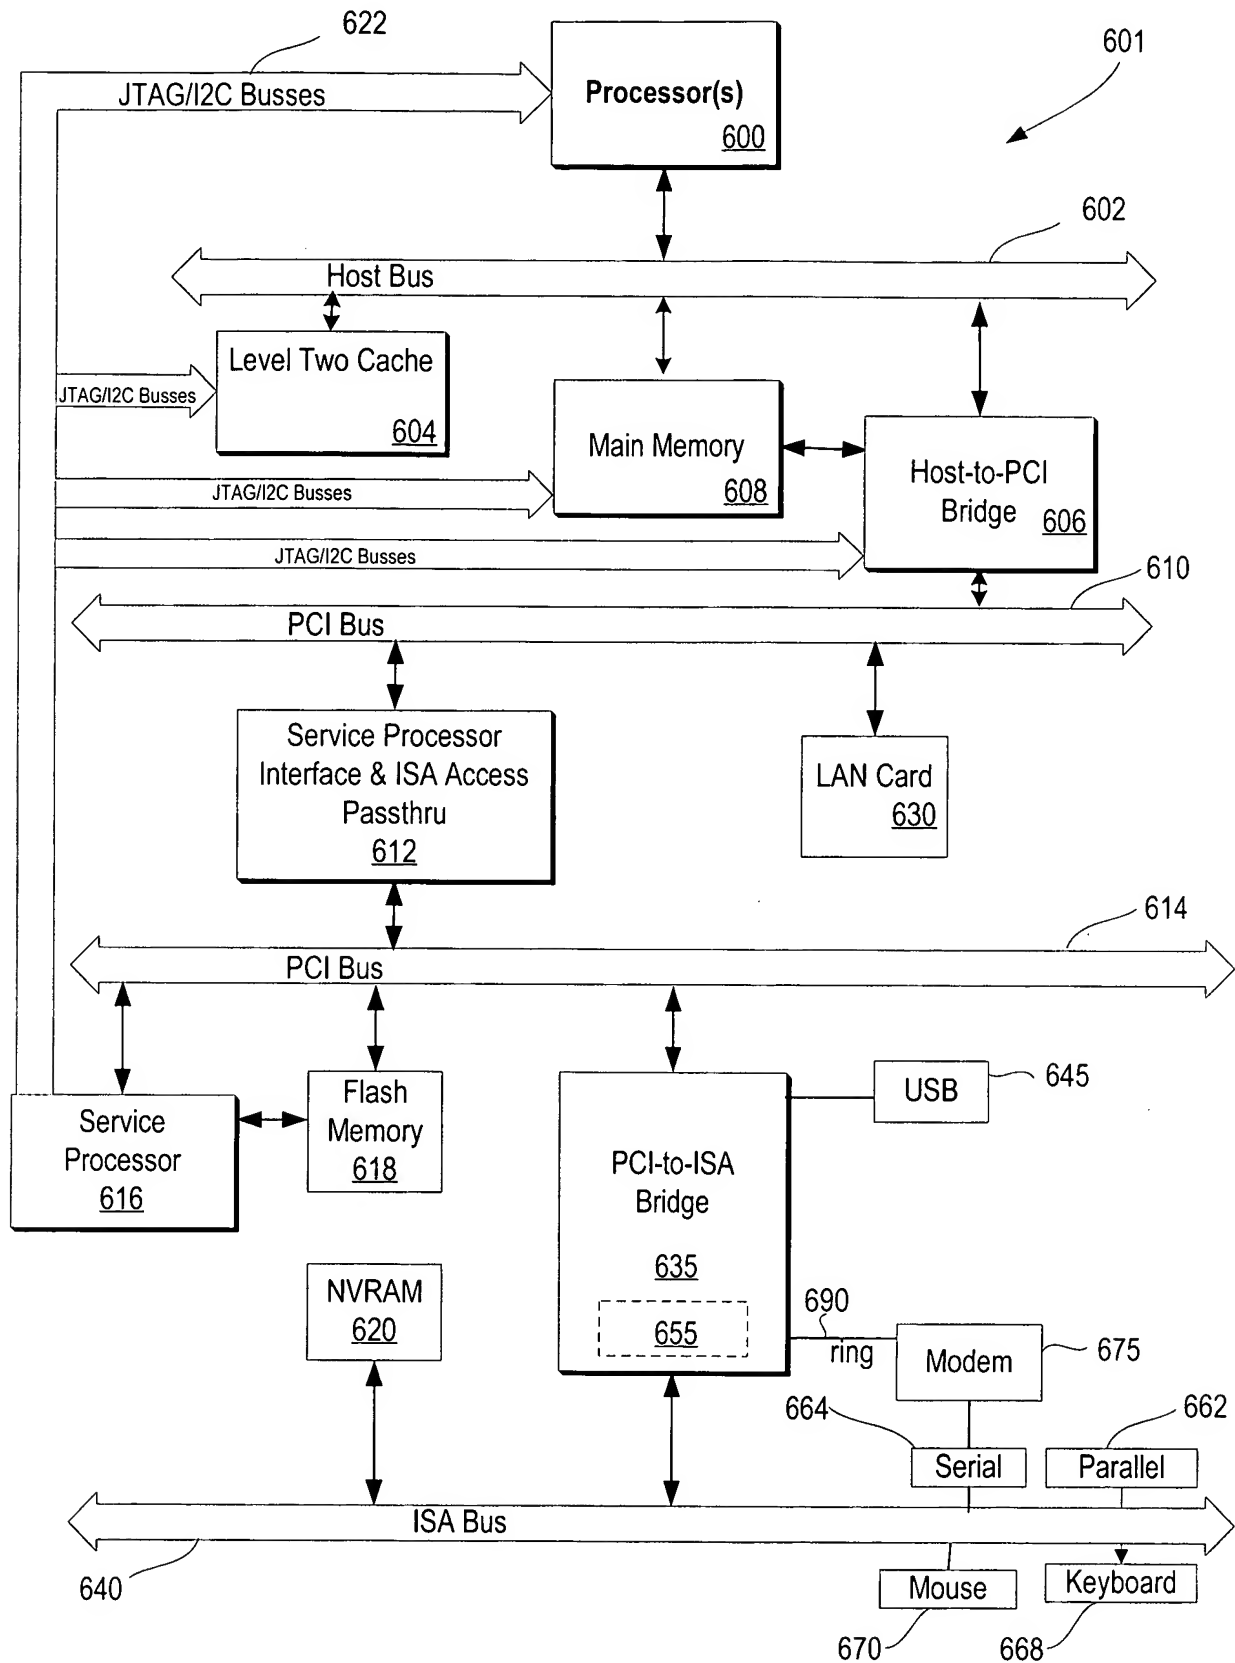 622
601
JTAG/I2C Busses
Processor(s)
600
602
Host Bus
Level Two Cache
604
JTAG/I2C Busses
Main Memory
608
Host-to-PCI
Bridge
606
JTAG/I2C Busses
JTAG/I2C Busses
610
PCI Bus
Service Processor
Interface & ISA Access
Passthru
612
LAN Card
630
614
PCI Bus
Service
Processor
616
Flash
Memory
618
PCI-to-ISA
Bridge
635
655
USB
645
NVRAM
620
690
ring
Modem
675
664
662
Serial
Parallel
ISA Bus
640
Mouse
Keyboard
670
668